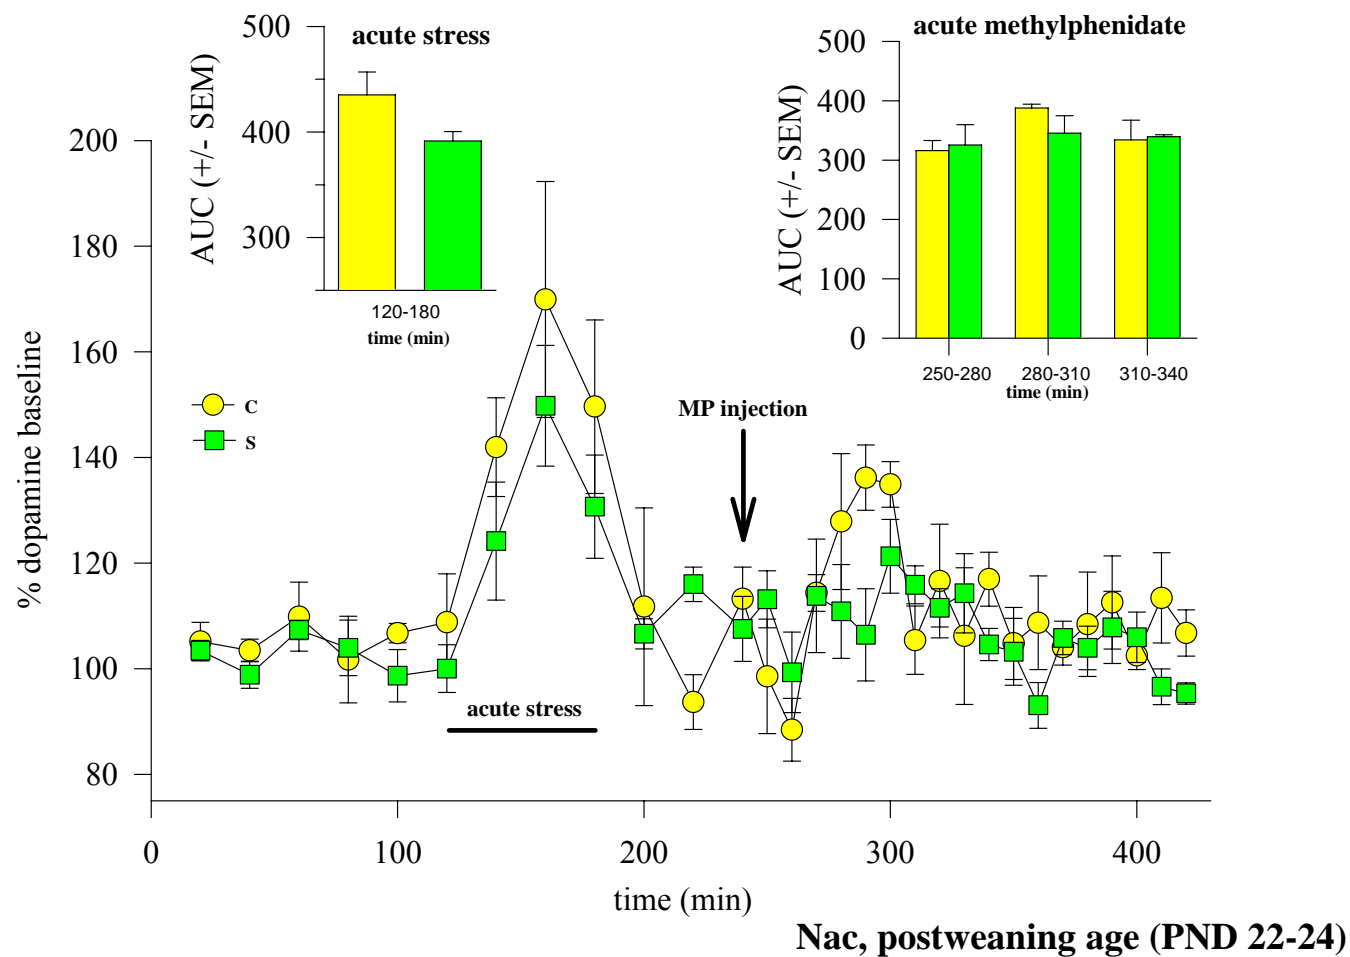 500
400
300
AUC (+/- SEM)
acute stress
120-180
time (min)
500
400
300
200
100
0
AUC (+/- SEM)
acute methylphenidate
250-280 280-310 310-340
time (min)
200
180
160
140
120
100
80
% dopamine baseline
C
S
MP injection
acute stress
0 100 200 300 400
time (min)
Nac, postweaning age (PND 22-24)